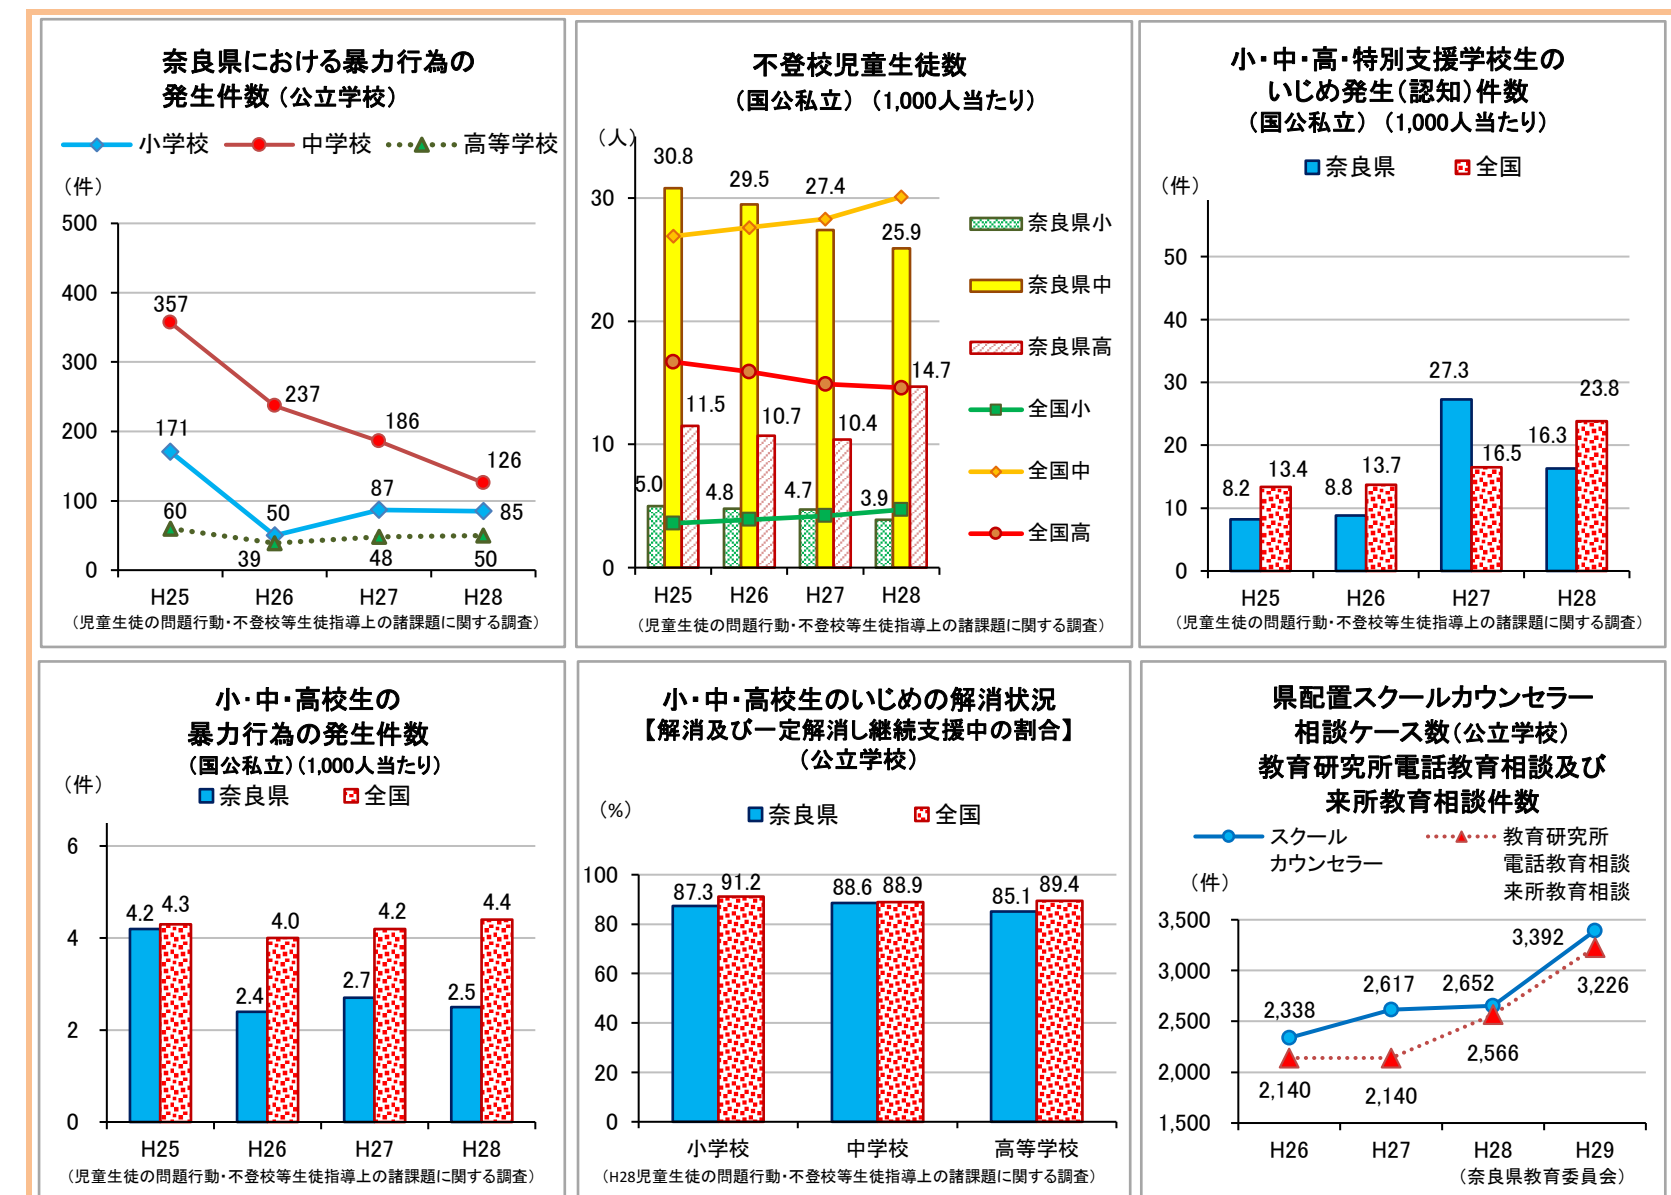 奈良県における暴力行為の
発生件数（公立学校）
小学校 中学校 高等学校
（件）
500
400
300
200
100
0
357
237
186
126
171
50
87
85
60
39
48
50
H25 H26 H27 H28
（児童生徒の問題行動・不登校等生徒指導上の諸課題に関する調査）
不登校児童生徒数
（国公私立）（1,000人当たり）
（人）
30
20
10
0
30.8
29.5
27.4
25.9
11.5
10.7
10.4
14.7
5.0
4.8
4.7
3.9
奈良県小
奈良県中
奈良県高
全国小
全国中
全国高
H25 H26 H27 H28
（児童生徒の問題行動・不登校等生徒指導上の諸課題に関する調査）
小・中・高・特別支援学校生の
いじめ発生（認知）件数
（国公私立）（1,000人当たり）
奈良県 全国
（件）
50
40
30
20
10
0
8.2 13.4
8.8 13.7
27.3 16.5
16.3 23.8
H25 H26 H27 H28
（児童生徒の問題行動・不登校等生徒指導上の諸課題に関する調査）
小・中・高校生の
暴力行為の発生件数
（国公私立）（1,000人当たり）
（件）
奈良県 全国
6
4
2
0
4.2 4.3
2.4 4.0
2.7 4.2
2.5 4.4
H25 H26 H27 H28
（児童生徒の問題行動・不登校等生徒指導上の諸課題に関する調査）
小・中・高校生のいじめの解消状況
【解消及び一定解消し継続支援中の割合】
（公立学校）
（%）
奈良県 全国
100
80
60
40
20
0
87.3 91.2
88.6 88.9
85.1 89.4
小学校 中学校 高等学校
（H28児童生徒の問題行動・不登校等生徒指導上の諸課題に関する調査）
県配置スクールカウンセラー
相談ケース数（公立学校）
教育研究所電話教育相談及び
来所教育相談件数
スクール
カウンセラー
教育研究所
電話教育相談
来所教育相談
（件）
3,500
3,000
2,500
2,000
1,500
2,338
2,617
2,652
3,392
2,140
2,140
2,566
3,226
H26 H27 H28 H29
（奈良県教育委員会）